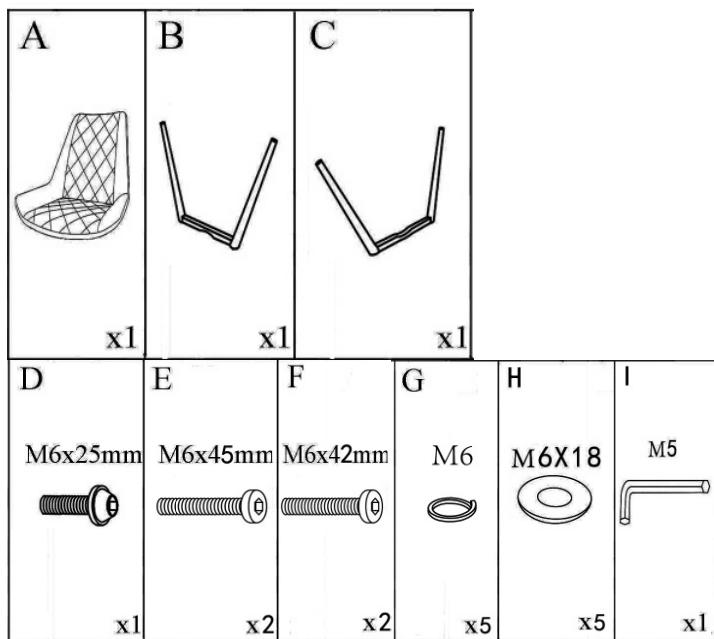 A B C
x1 x1 x1
D E F G H I
M6x25mm M6x45mm M6x42mm M6 M6X18 M5
x1 x2 x2 x5 x5 x1